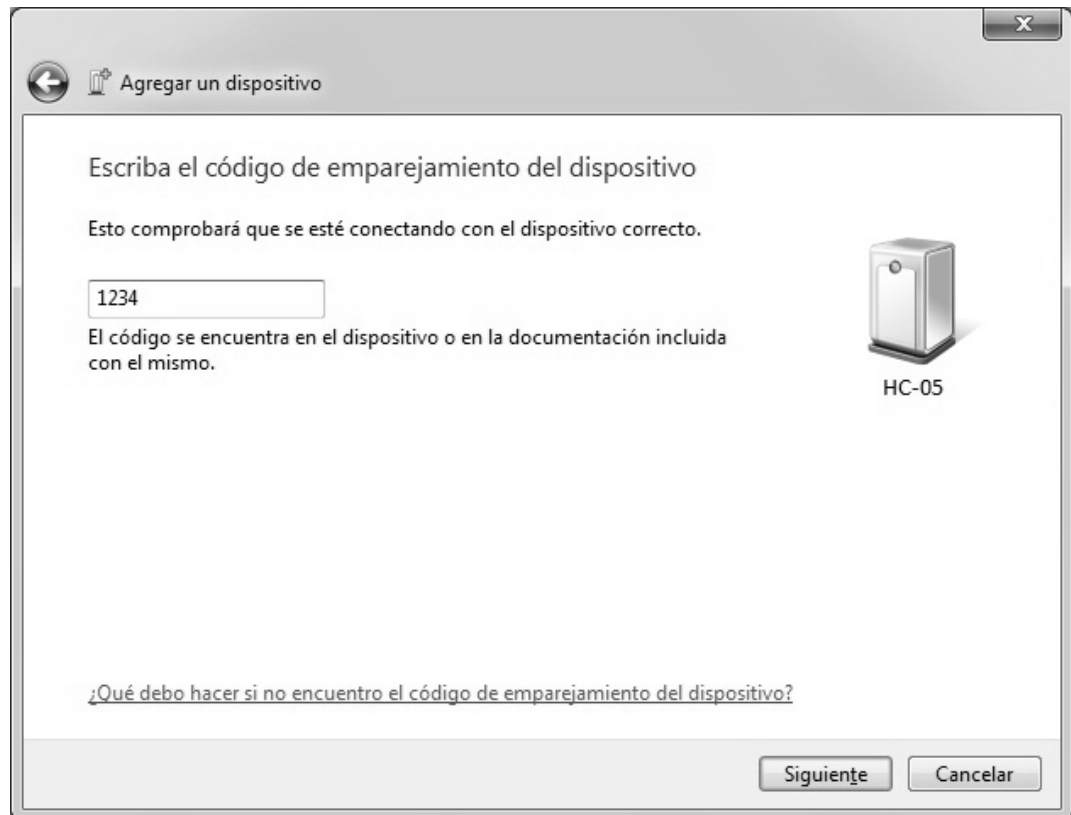 X
Agregar un dispositivo
Escriba el código de emparejamiento del dispositivo
Esto comprobará que se esté conectando con el dispositivo correcto.
1234
El código se encuentra en el dispositivo o en la documentación incluida
con el mismo.
HC-05
¿Qué debo hacer si no encuentro el código de emparejamiento del dispositivo?
Siguiente
Cancelar